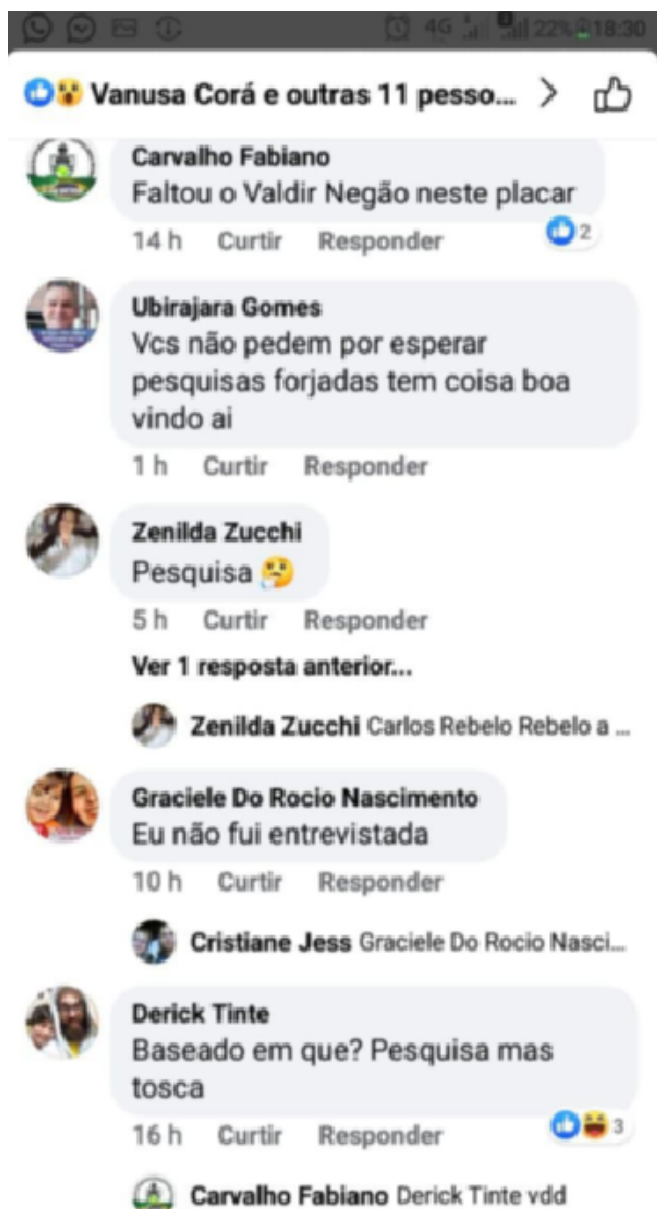 4G 22% 18:30
Vanusa Corá e outras 11 pesso...
Carvalho Fabiano
Faltou o Valdir Negão neste placar
14 h Curtir Responder 2
Ubirajara Gomes
Vcs não pedem por esperar
pesquisas forjadas tem coisa boa
vindo ai
1 h Curtir Responder
Zenilda Zucchi
Pesquisa 🤔
5 h Curtir Responder
Ver 1 resposta anterior...
Zenilda Zucchi Carlos Rebelo Rebelo a ...
Graciele Do Rocio Nascimento
Eu não fui entrevistada
10 h Curtir Responder
Cristiane Jess Graciele Do Rocio Nasci...
Derick Tinte
Baseado em que? Pesquisa mas
tosca
16 h Curtir Responder 3
Carvalho Fabiano Derick Tinte vdd